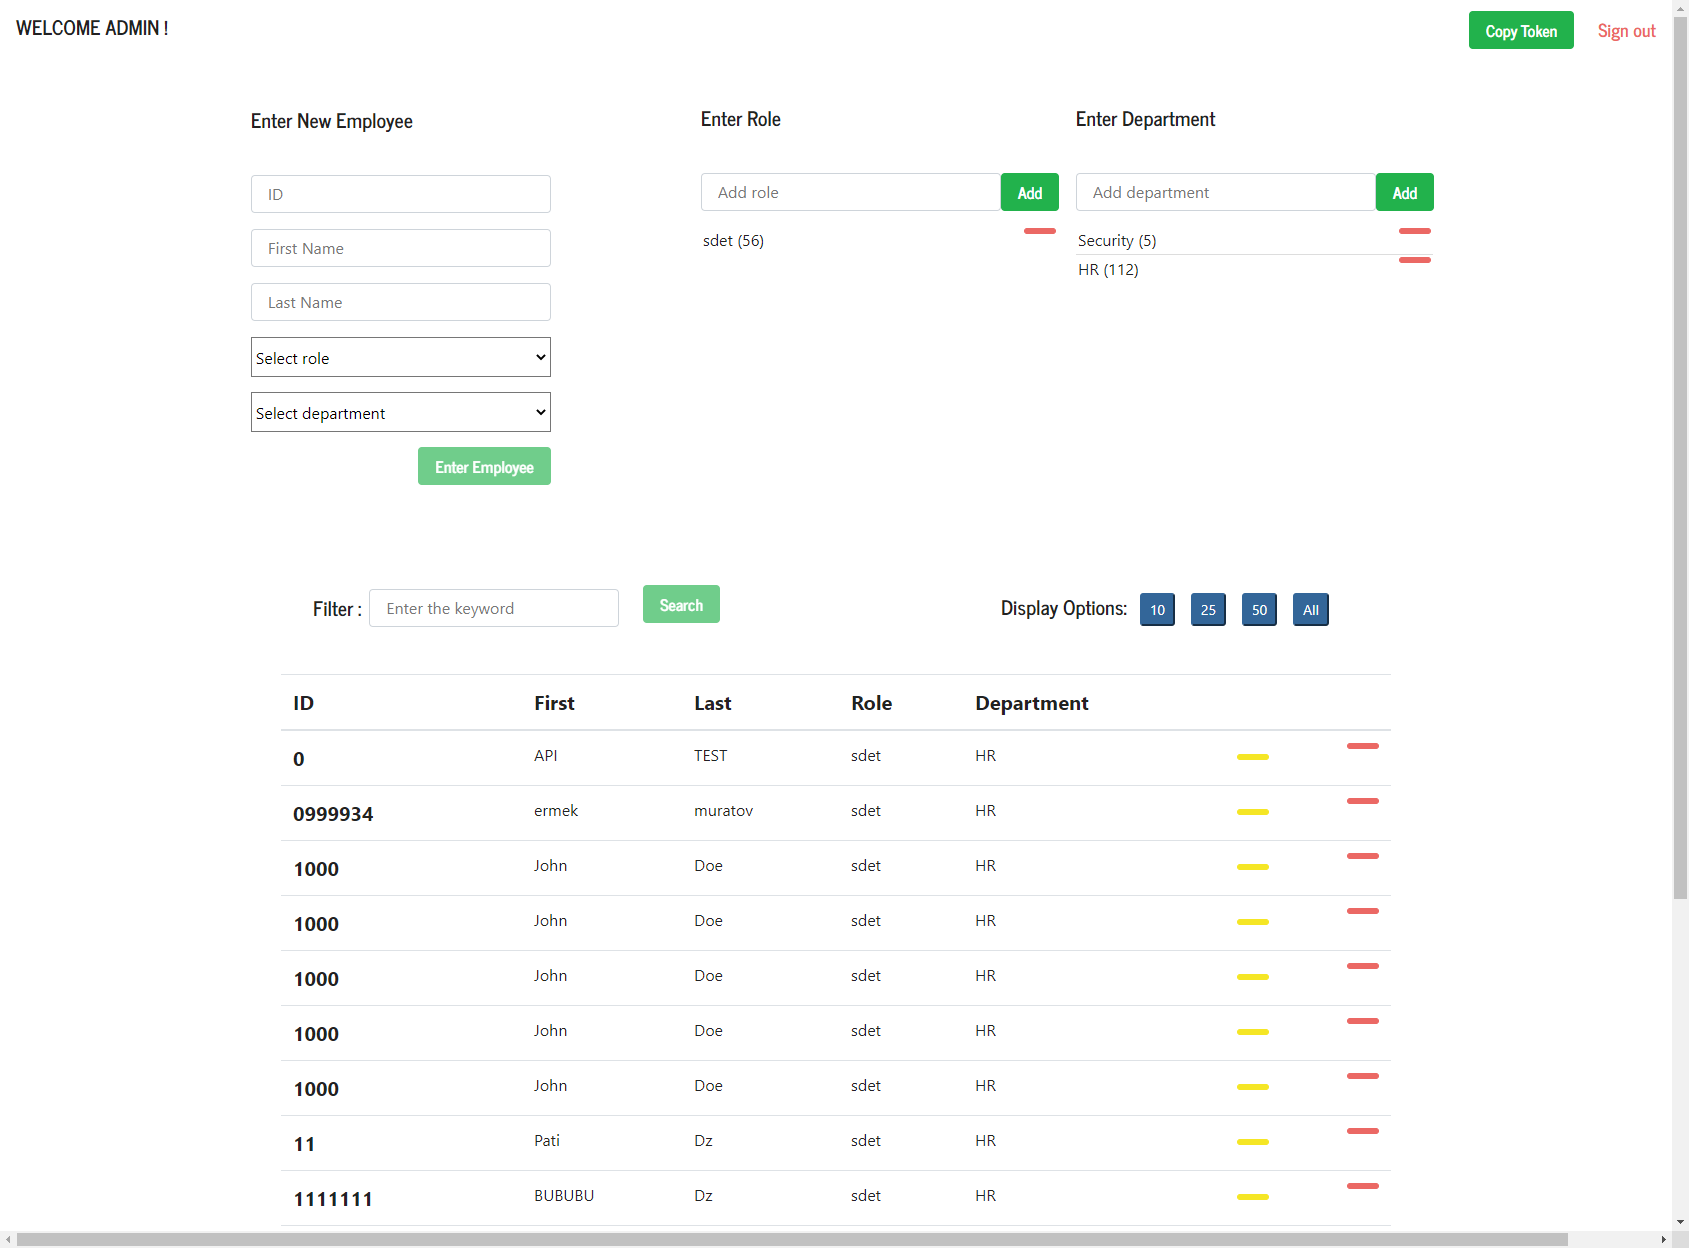 WELCOME ADMIN !
Copy Token
Sign out
Enter New Employee
Enter Role
Enter Department
ID
First Name
Last Name
Select role
Select department
Enter Employee
Add role
Add
sdet (56)
Add department
Add
Security (5)
HR (112)
Filter :
Enter the keyword
Search
Display Options:
10
25
50
All
ID First Last Role Department
0 API TEST sdet HR
0999934 ermek muratov sdet HR
1000 John Doe sdet HR
1000 John Doe sdet HR
1000 John Doe sdet HR
1000 John Doe sdet HR
1000 John Doe sdet HR
11 Pati Dz sdet HR
1111111 BUBUBU Dz sdet HR